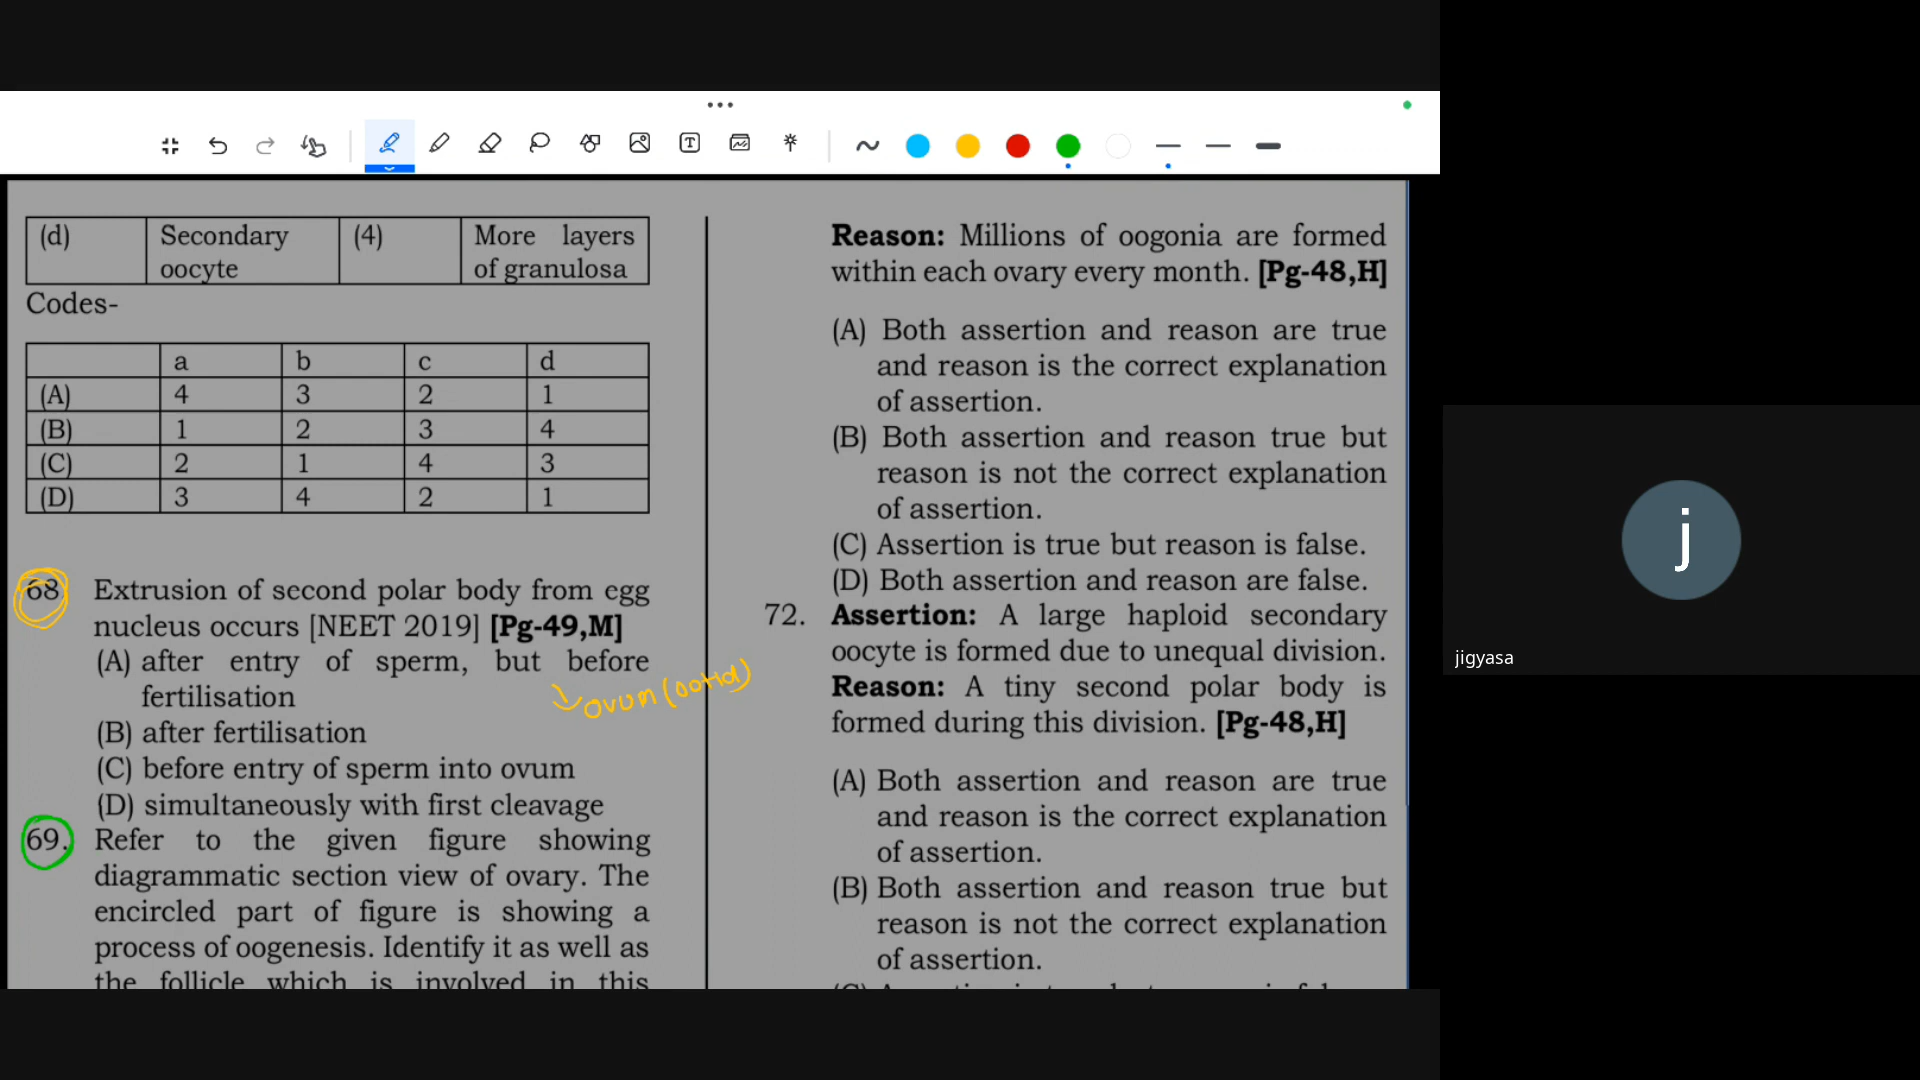 (d) Secondary oocyte (4) More layers of granulosa
Codes-
a b c d
(A) 4 3 2 1
(B) 1 2 3 4
(C) 2 1 4 3
(D) 3 4 2 1
68. Extrusion of second polar body from egg
nucleus occurs [NEET 2019] [Pg-49,M]
(A) after entry of sperm, but before
fertilisation
ovum (ootid)
(B) after fertilisation
(C) before entry of sperm into ovum
(D) simultaneously with first cleavage
69. Refer to the given figure showing
diagrammatic section view of ovary. The
encircled part of figure is showing a
process of oogenesis. Identify it as well as
the follicle which is involved in this
Reason: Millions of oogonia are formed
within each ovary every month. [Pg-48,H]
(A) Both assertion and reason are true
and reason is the correct explanation
of assertion.
(B) Both assertion and reason true but
reason is not the correct explanation
of assertion.
(C) Assertion is true but reason is false.
(D) Both assertion and reason are false.
72. Assertion: A large haploid secondary
oocyte is formed due to unequal division.
Reason: A tiny second polar body is
formed during this division. [Pg-48,H]
(A) Both assertion and reason are true
and reason is the correct explanation
of assertion.
(B) Both assertion and reason true but
reason is not the correct explanation
of assertion.
j
jigyasa